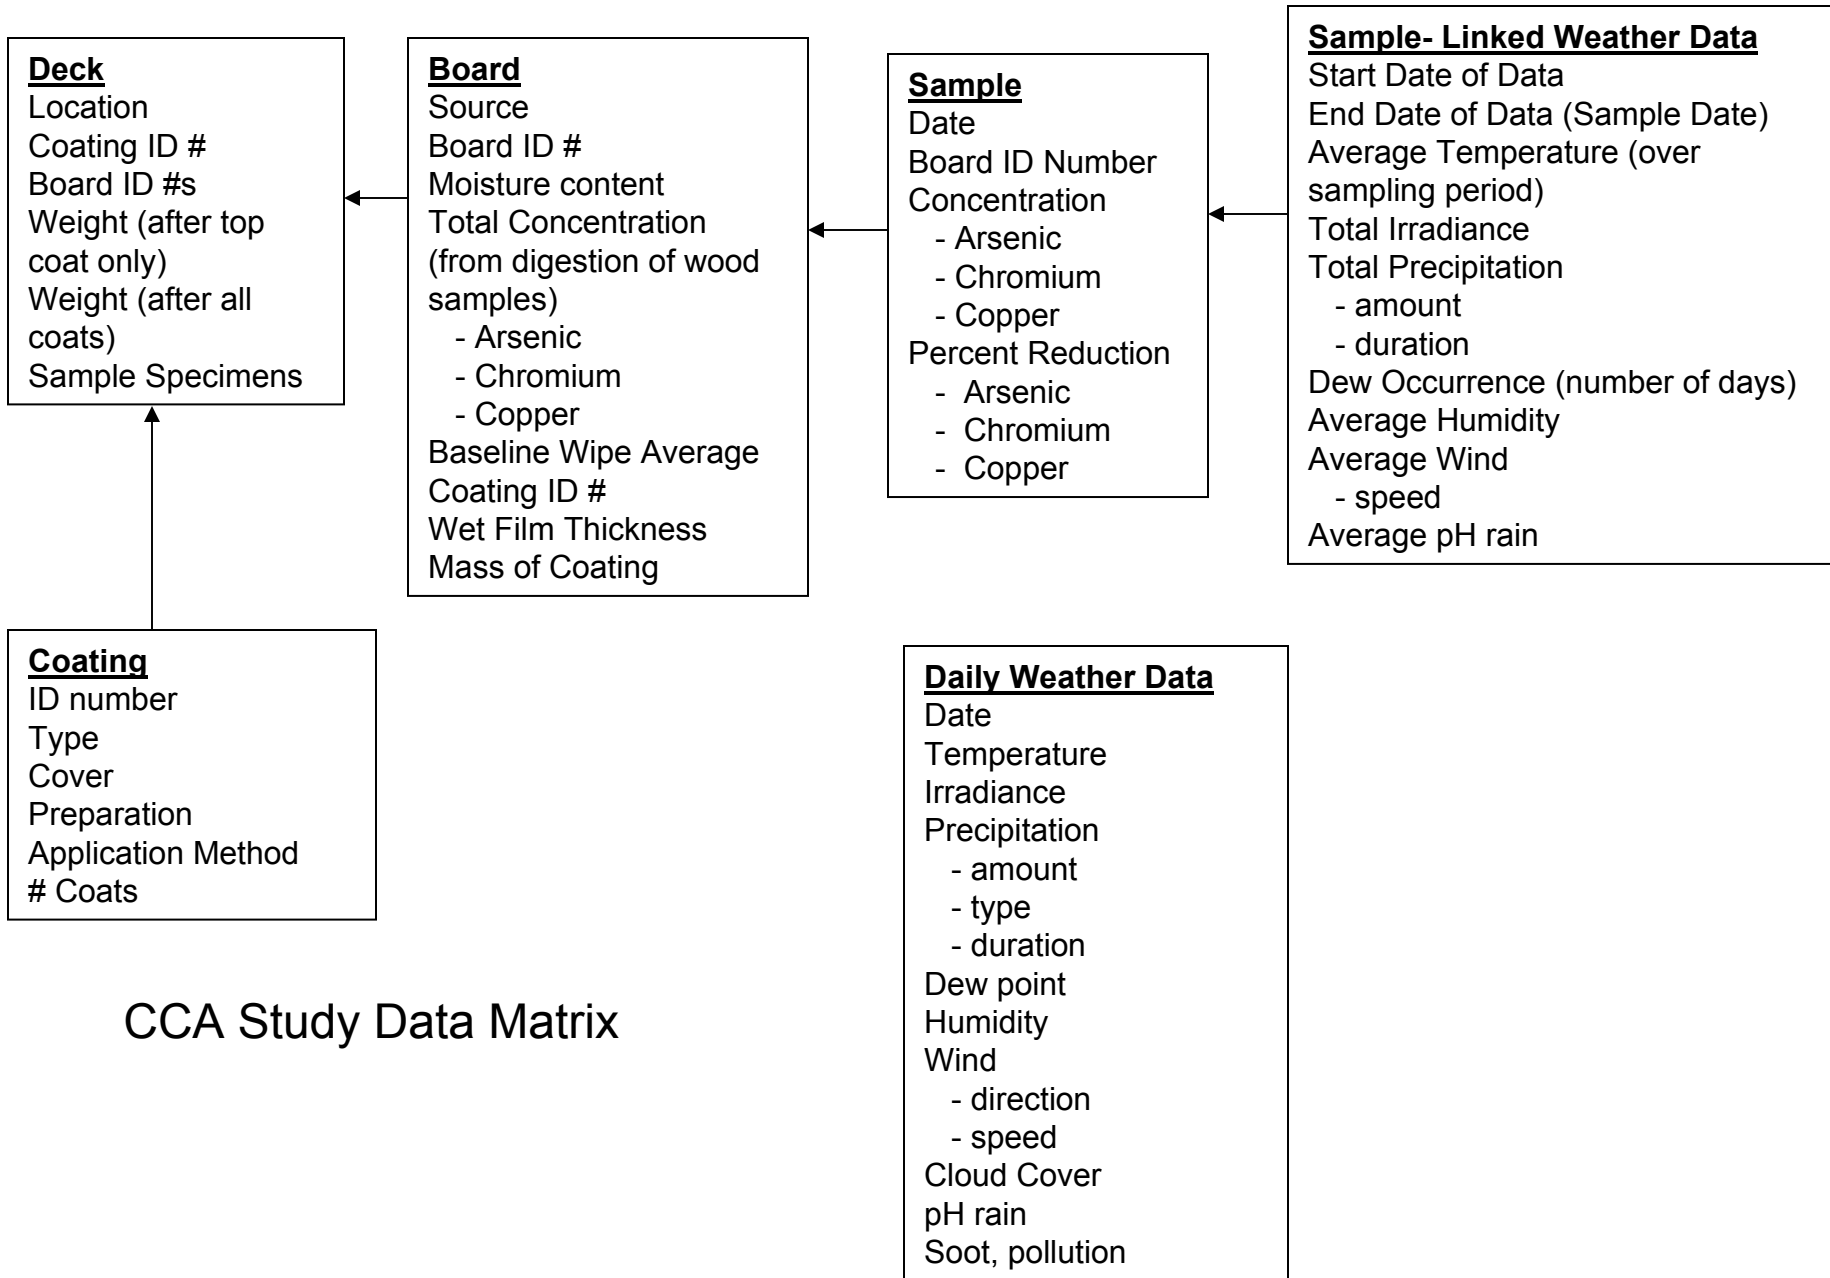 Deck
Location
Coating ID #
Board ID #s
Weight (after top
coat only)
Weight (after all
coats)
Sample Specimens
Board
Source
Board ID #
Moisture content
Total Concentration
(from digestion of wood
samples)
- Arsenic
- Chromium
- Copper
Baseline Wipe Average
Coating ID #
Wet Film Thickness
Mass of Coating
Sample
Date
Board ID Number
Concentration
- Arsenic
- Chromium
- Copper
Percent Reduction
- Arsenic
- Chromium
- Copper
Sample- Linked Weather Data
Start Date of Data
End Date of Data (Sample Date)
Average Temperature (over
sampling period)
Total Irradiance
Total Precipitation
- amount
- duration
Dew Occurrence (number of days)
Average Humidity
Average Wind
- speed
Average pH rain
Coating
ID number
Type
Cover
Preparation
Application Method
# Coats
Daily Weather Data
Date
Temperature
Irradiance
Precipitation
- amount
- type
- duration
Dew point
Humidity
Wind
- direction
- speed
Cloud Cover
pH rain
Soot, pollution
CCA Study Data Matrix